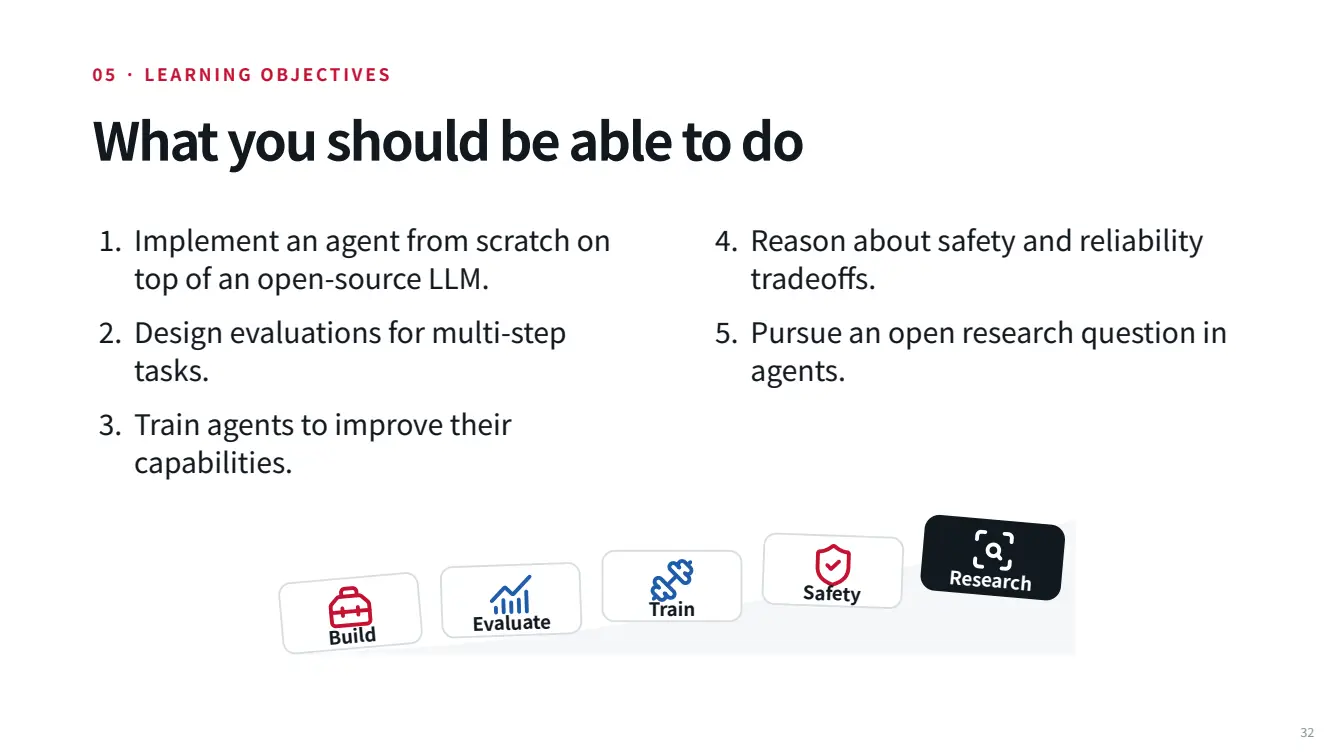 05 · LEARNING OBJECTIVES
What you should be able to do
1. Implement an agent from scratch on
top of an open-source LLM.
2. Design evaluations for multi-step
tasks.
3. Train agents to improve their
capabilities.
4. Reason about safety and reliability
tradeoffs.
5. Pursue an open research question in
agents.
Build
Evaluate
Train
Safety
Research
32